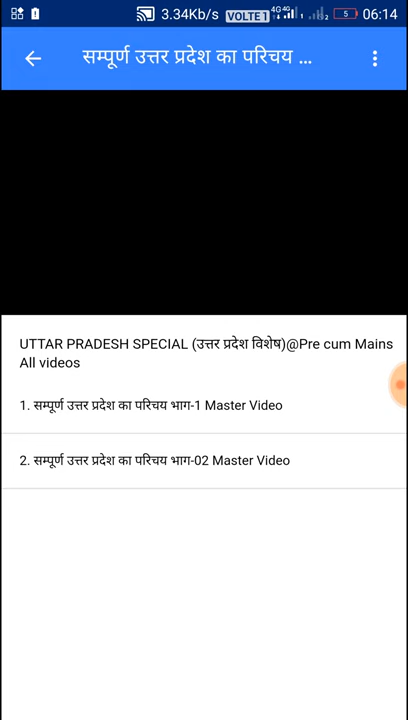 3.34Kb/s VOLTE 1 4G 4G 1 2 5 06:14
सम्पूर्ण उत्तर प्रदेश का परिचय ...
UTTAR PRADESH SPECIAL (उत्तर प्रदेश विशेष)@Pre cum Mains
All videos
1. सम्पूर्ण उत्तर प्रदेश का परिचय भाग-1 Master Video
2. सम्पूर्ण उत्तर प्रदेश का परिचय भाग-02 Master Video